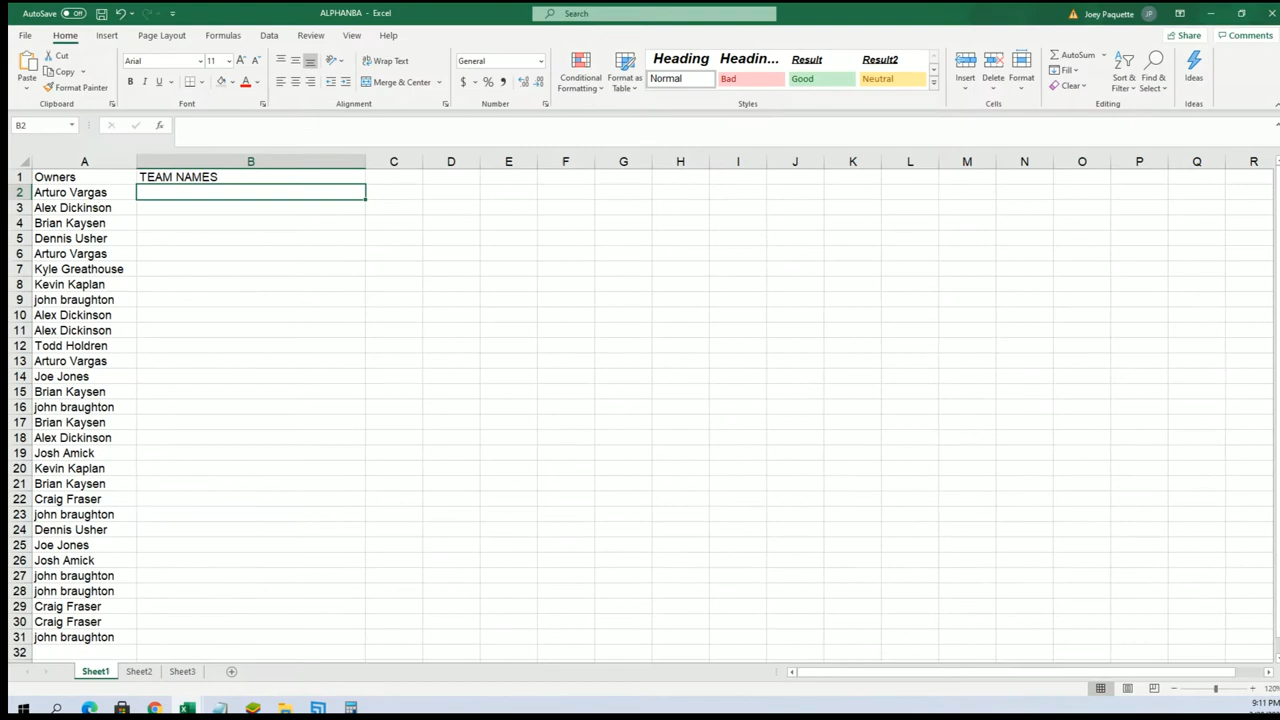 AutoSave Off ALPHANBA - Excel Search Joey Paquette JP
File Home Insert Page Layout Formulas Data Review View Help Share Comments
Paste Cut Copy Format Painter Clipboard
Arial 11 A A B I U A Font
Wrap Text Merge & Center Alignment
General $ % Number
Conditional Formatting Format as Table
Heading Headin... Result Result2
Normal Bad Good Neutral
Styles
Insert Delete Format Cells
AutoSum Fill Clear Sort & Filter Find & Select Editing
Ideas Ideas
B2 fx
A B C D E F G H I J K L M N O P Q R
1 Owners TEAM NAMES
2 Arturo Vargas
3 Alex Dickinson
4 Brian Kaysen
5 Dennis Usher
6 Arturo Vargas
7 Kyle Greathouse
8 Kevin Kaplan
9 john braughton
10 Alex Dickinson
11 Alex Dickinson
12 Todd Holdren
13 Arturo Vargas
14 Joe Jones
15 Brian Kaysen
16 john braughton
17 Brian Kaysen
18 Alex Dickinson
19 Josh Amick
20 Kevin Kaplan
21 Brian Kaysen
22 Craig Fraser
23 john braughton
24 Dennis Usher
25 Joe Jones
26 Josh Amick
27 john braughton
28 john braughton
29 Craig Fraser
30 Craig Fraser
31 john braughton
32
Sheet1 Sheet2 Sheet3
120%
9:11 PM